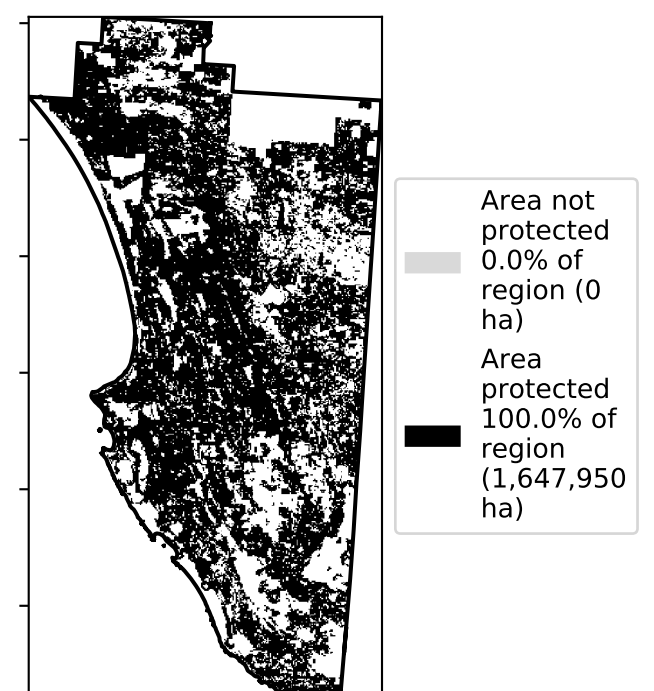 Area not
protected
0.0% of
region (0
ha)
Area
protected
100.0% of
region
(1,647,950
ha)